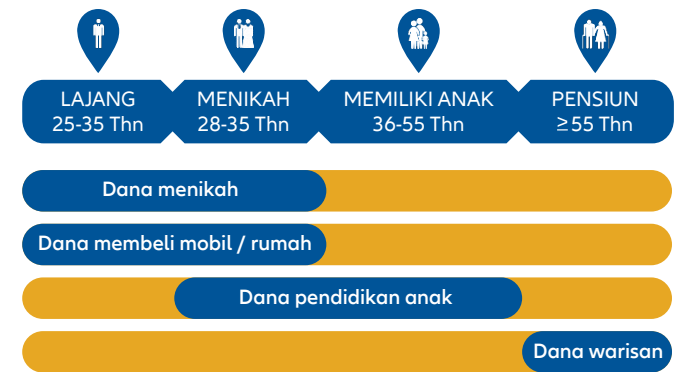 LAJANG
25-35 Thn
MENIKAH
28-35 Thn
MEMILIKI ANAK
36-55 Thn
PENSIUN
≥55 Thn
Dana menikah
Dana membeli mobil / rumah
Dana pendidikan anak
Dana warisan